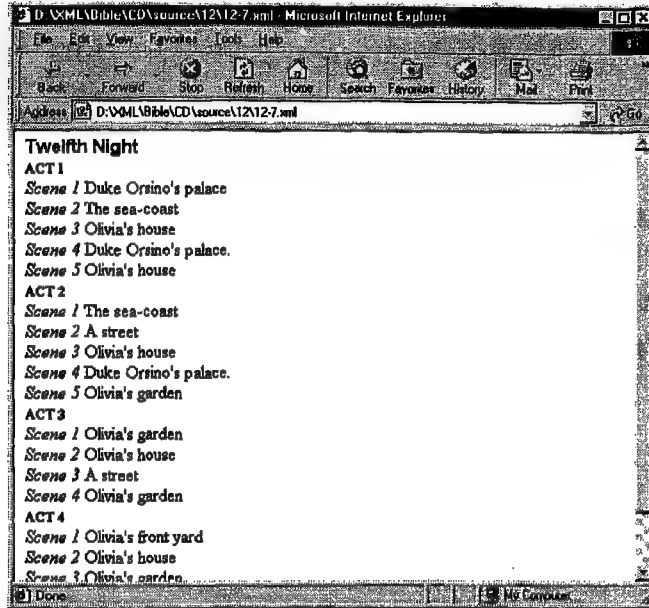 D:\XML\Bible\CD\source\12\12-7.xml - Microsoft Internet Explorer
File Edit View Favorites Tools Help
Back Forward Stop Refresh Home Search Favorites History Mail Print
Address D:\XML\Bible\CD\source\12\12-7.xml Go
Twelfth Night
ACT 1
Scene 1 Duke Orsino's palace
Scene 2 The sea-coast
Scene 3 Olivia's house
Scene 4 Duke Orsino's palace.
Scene 5 Olivia's house
ACT 2
Scene 1 The sea-coast
Scene 2 A street
Scene 3 Olivia's house
Scene 4 Duke Orsino's palace.
Scene 5 Olivia's garden
ACT 3
Scene 1 Olivia's garden
Scene 2 Olivia's house
Scene 3 A street
Scene 4 Olivia's garden
ACT 4
Scene 1 Olivia's front yard
Scene 2 Olivia's house
Scene 3 Olivia's garden
Done My Computer